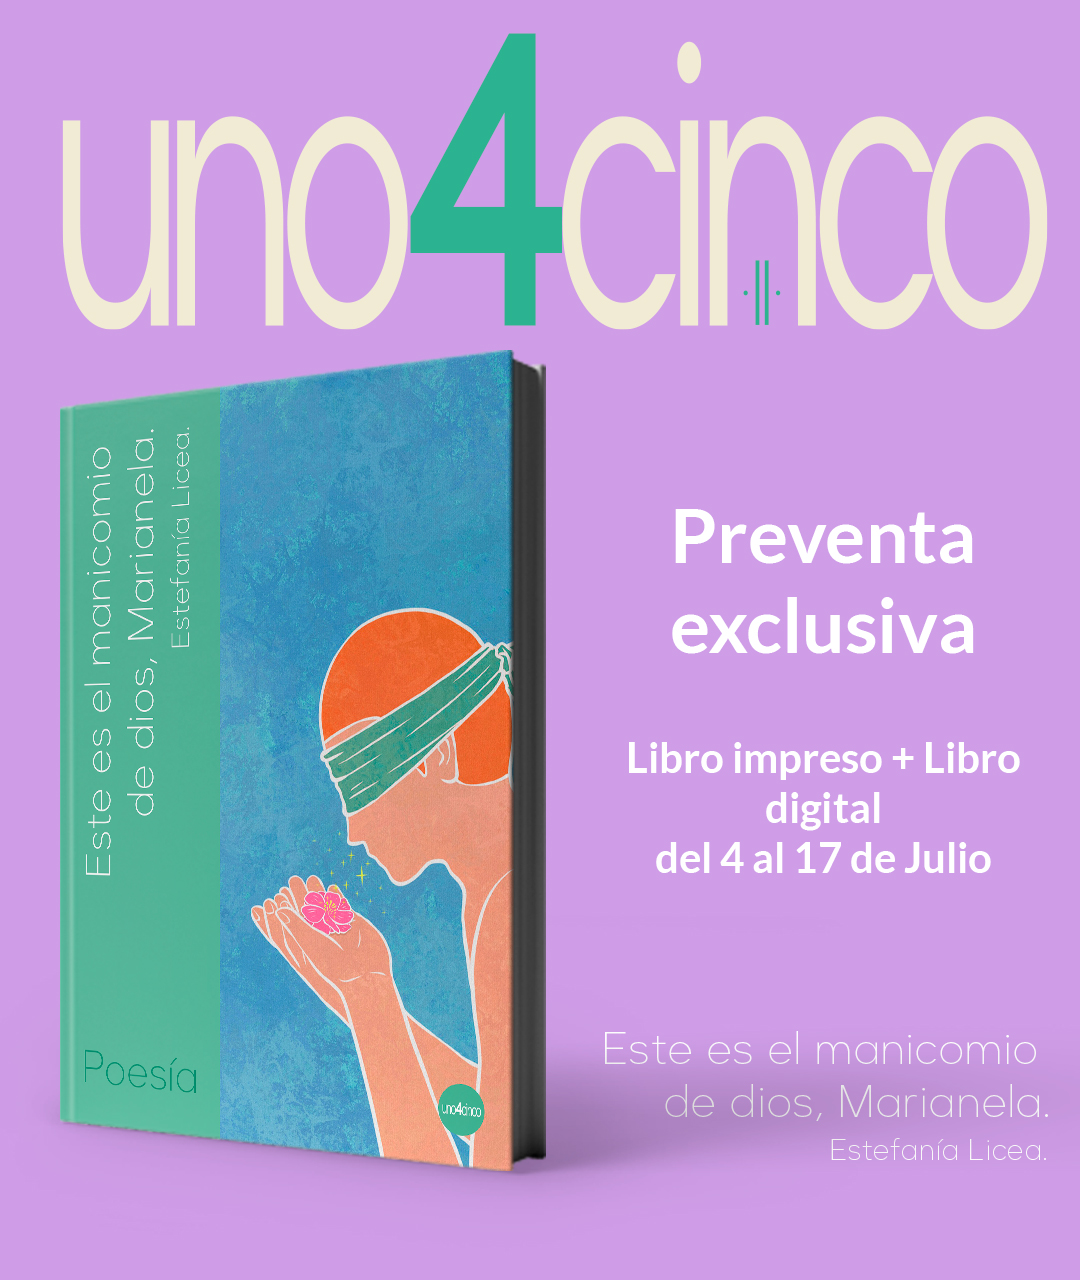 uno4cinco
Este es el manicomio
de dios, Marianela.
Estefanía Licea.
Poesía
uno4cinco
Preventa
exclusiva
Libro impreso + Libro
digital
del 4 al 17 de Julio
Este es el manicomio
de dios, Marianela.
Estefanía Licea.